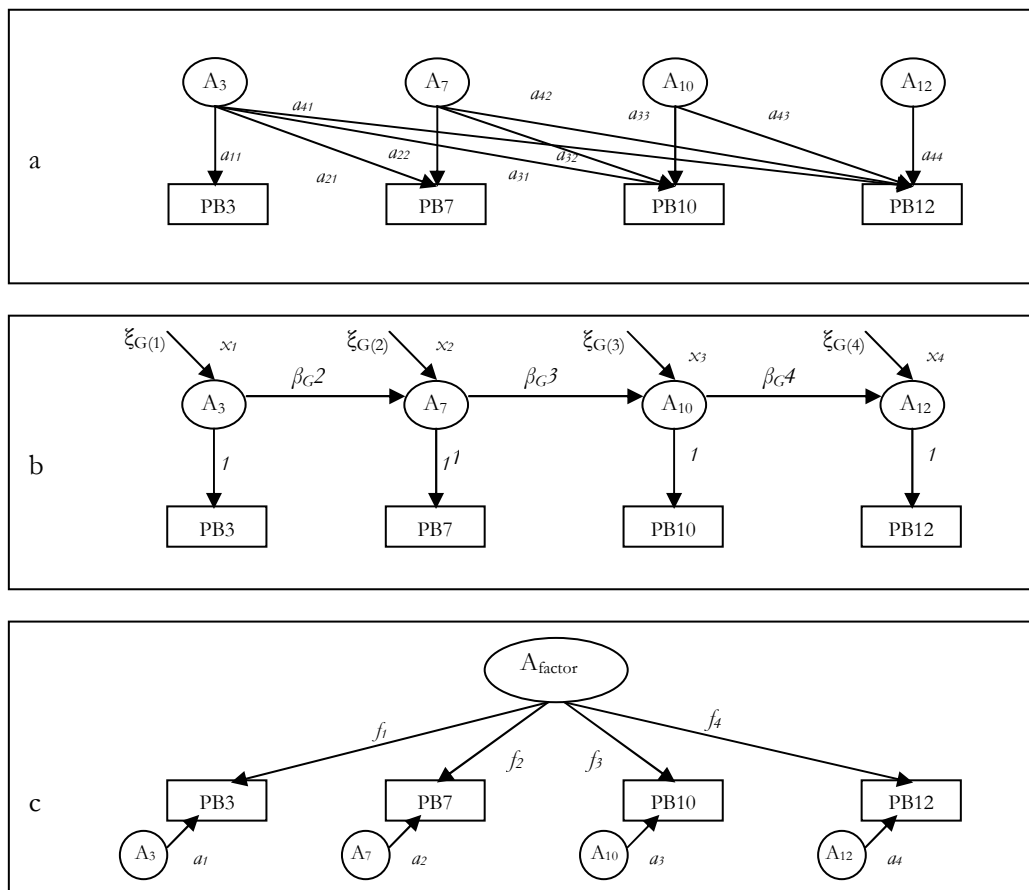 A3 A7 A10 A12
a41 a42 a33 a43
a11 a22 a32 a44
a21 a31
a
PB3 PB7 PB10 PB12
ξG(1) x1 ξG(2) x2 ξG(3) x3 ξG(4) x4
βG2 βG3 βG4
A3 A7 A10 A12
b
1 1 1 1 1
PB3 PB7 PB10 PB12
Afactor
f1 f2 f3 f4
c
PB3 PB7 PB10 PB12
A3 a1 A7 a2 A10 a3 A12 a4